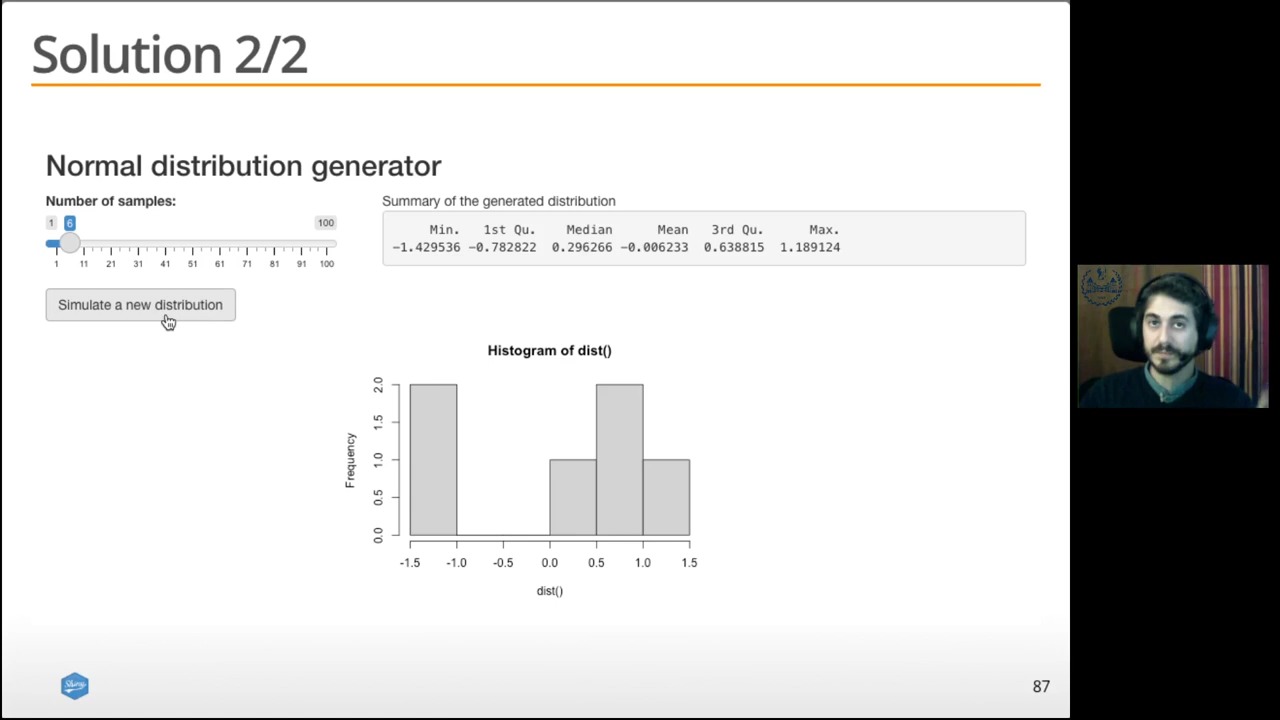 Solution 2/2
Normal distribution generator
Number of samples:
1 6 100
1 11 21 31 41 51 61 71 81 91 100
Simulate a new distribution
Summary of the generated distribution
Min. 1st Qu. Median Mean 3rd Qu. Max.
-1.429536 -0.782822 0.296266 -0.006233 0.638815 1.189124
Histogram of dist()
Frequency
2.0
1.5
1.0
0.5
0.0
-1.5 -1.0 -0.5 0.0 0.5 1.0 1.5
dist()
Shiny
87